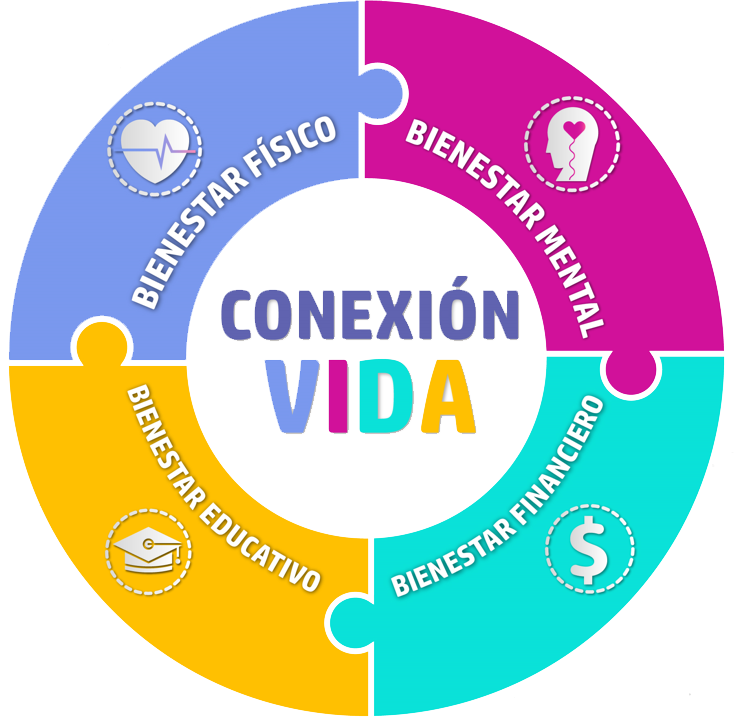 BIENESTAR FÍSICO
BIENESTAR MENTAL
CONEXIÓN
VIDA
BIENESTAR EDUCATIVO
BIENESTAR FINANCIERO
$